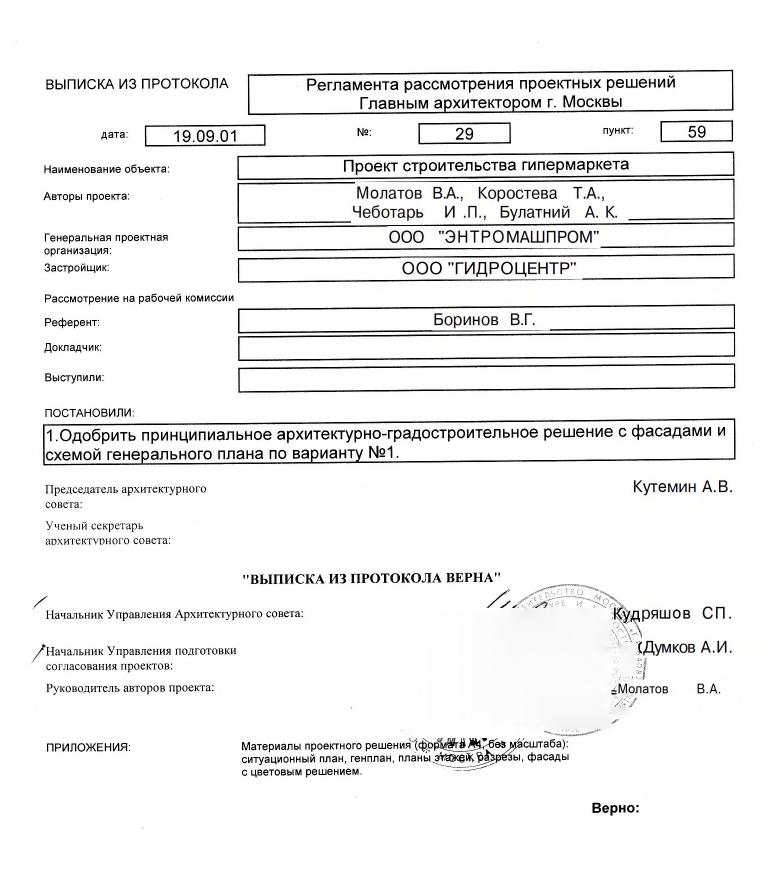 ВЫПИСКА ИЗ ПРОТОКОЛА
Регламента рассмотрения проектных решений
Главным архитектором г. Москвы
дата: 19.09.01 №: 29 пункт: 59
Наименование объекта: Проект строительства гипермаркета
Авторы проекта: Молатов В.А., Коростева Т.А.,
Чеботарь И .П., Булатний А. К.
Генеральная проектная
организация:
ООО "ЭНТРОМАШПРОМ"
Застройщик: ООО "ГИДРОЦЕНТР"
Рассмотрение на рабочей комиссии
Референт: Боринов В.Г.
Докладчик:
Выступили:
ПОСТАНОВИЛИ:
1.Одобрить принципиальное архитектурно-градостроительное решение с фасадами и
схемой генерального плана по варианту №1.
Председатель архитектурного
совета:
Кутемин А.В.
Ученый секретарь
архитектурного совета:
"ВЫПИСКА ИЗ ПРОТОКОЛА ВЕРНА"
Начальник Управления Архитектурного совета: Кудряшов СП.
Начальник Управления подготовки
согласования проектов:
(Думков А.И.
Руководитель авторов проекта: Молатов В.А.
ПРИЛОЖЕНИЯ:
Материалы проектного решения (формата А4, без масштаба):
ситуационный план, генплан, планы этажей, разрезы, фасады
с цветовым решением.
Верно: